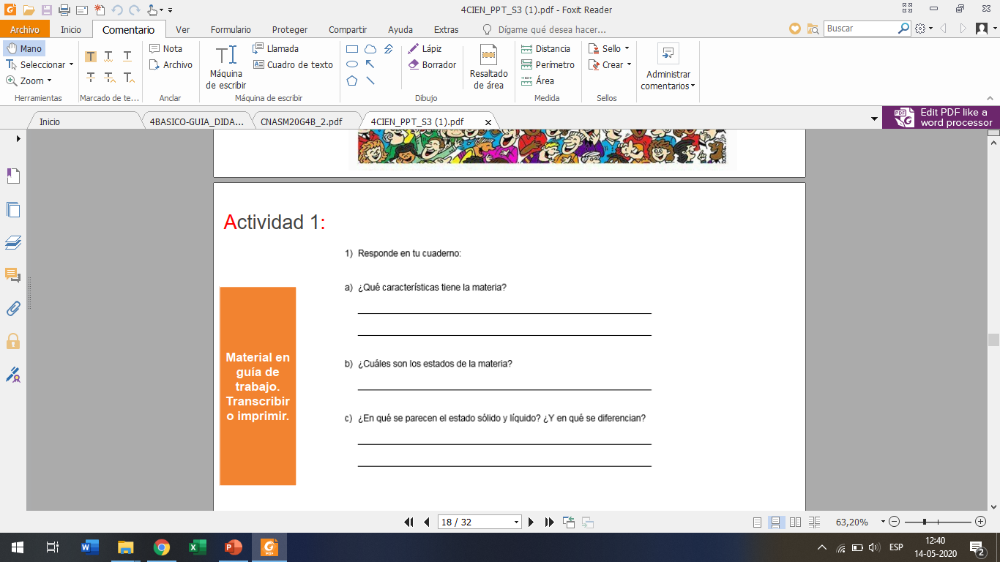 4CIEN_PPT_S3 (1).pdf - Foxit Reader
Archivo Inicio Comentario Ver Formulario Proteger Compartir Ayuda Extras Dígame qué desea hacer... Buscar
Mano
Seleccionar
Zoom
Herramientas
T T T
T T T
Marcado de te...
Nota
Archivo
Anclar
Máquina de escribir
Llamada
Cuadro de texto
Máquina de escribir
Lápiz
Borrador
Resaltado de área
Dibujo
Distancia
Perímetro
Área
Medida
Sello
Crear
Sellos
Administrar comentarios
Inicio 4BASICO-GUIA_DIDA... CNASM20G4B_2.pdf 4CIEN_PPT_S3 (1).pdf
PDF
Edit PDF like a
word processor
Actividad 1:
1) Responde en tu cuaderno:
a) ¿Qué características tiene la materia?
b) ¿Cuáles son los estados de la materia?
c) ¿En qué se parecen el estado sólido y líquido? ¿Y en qué se diferencian?
Material en
guía de
trabajo.
Transcribir
o imprimir.
18 / 32
63,20%
PDF
ESP
12:40
14-05-2020
2